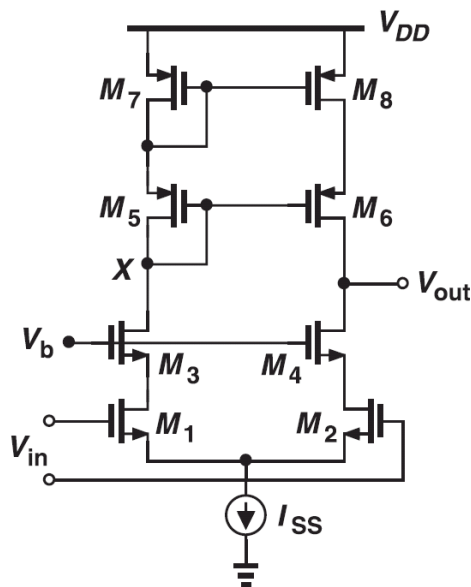 V_DD
M_7
M_8
M_5
M_6
X
V_out
V_b
M_3
M_4
M_1
M_2
V_in
I_SS